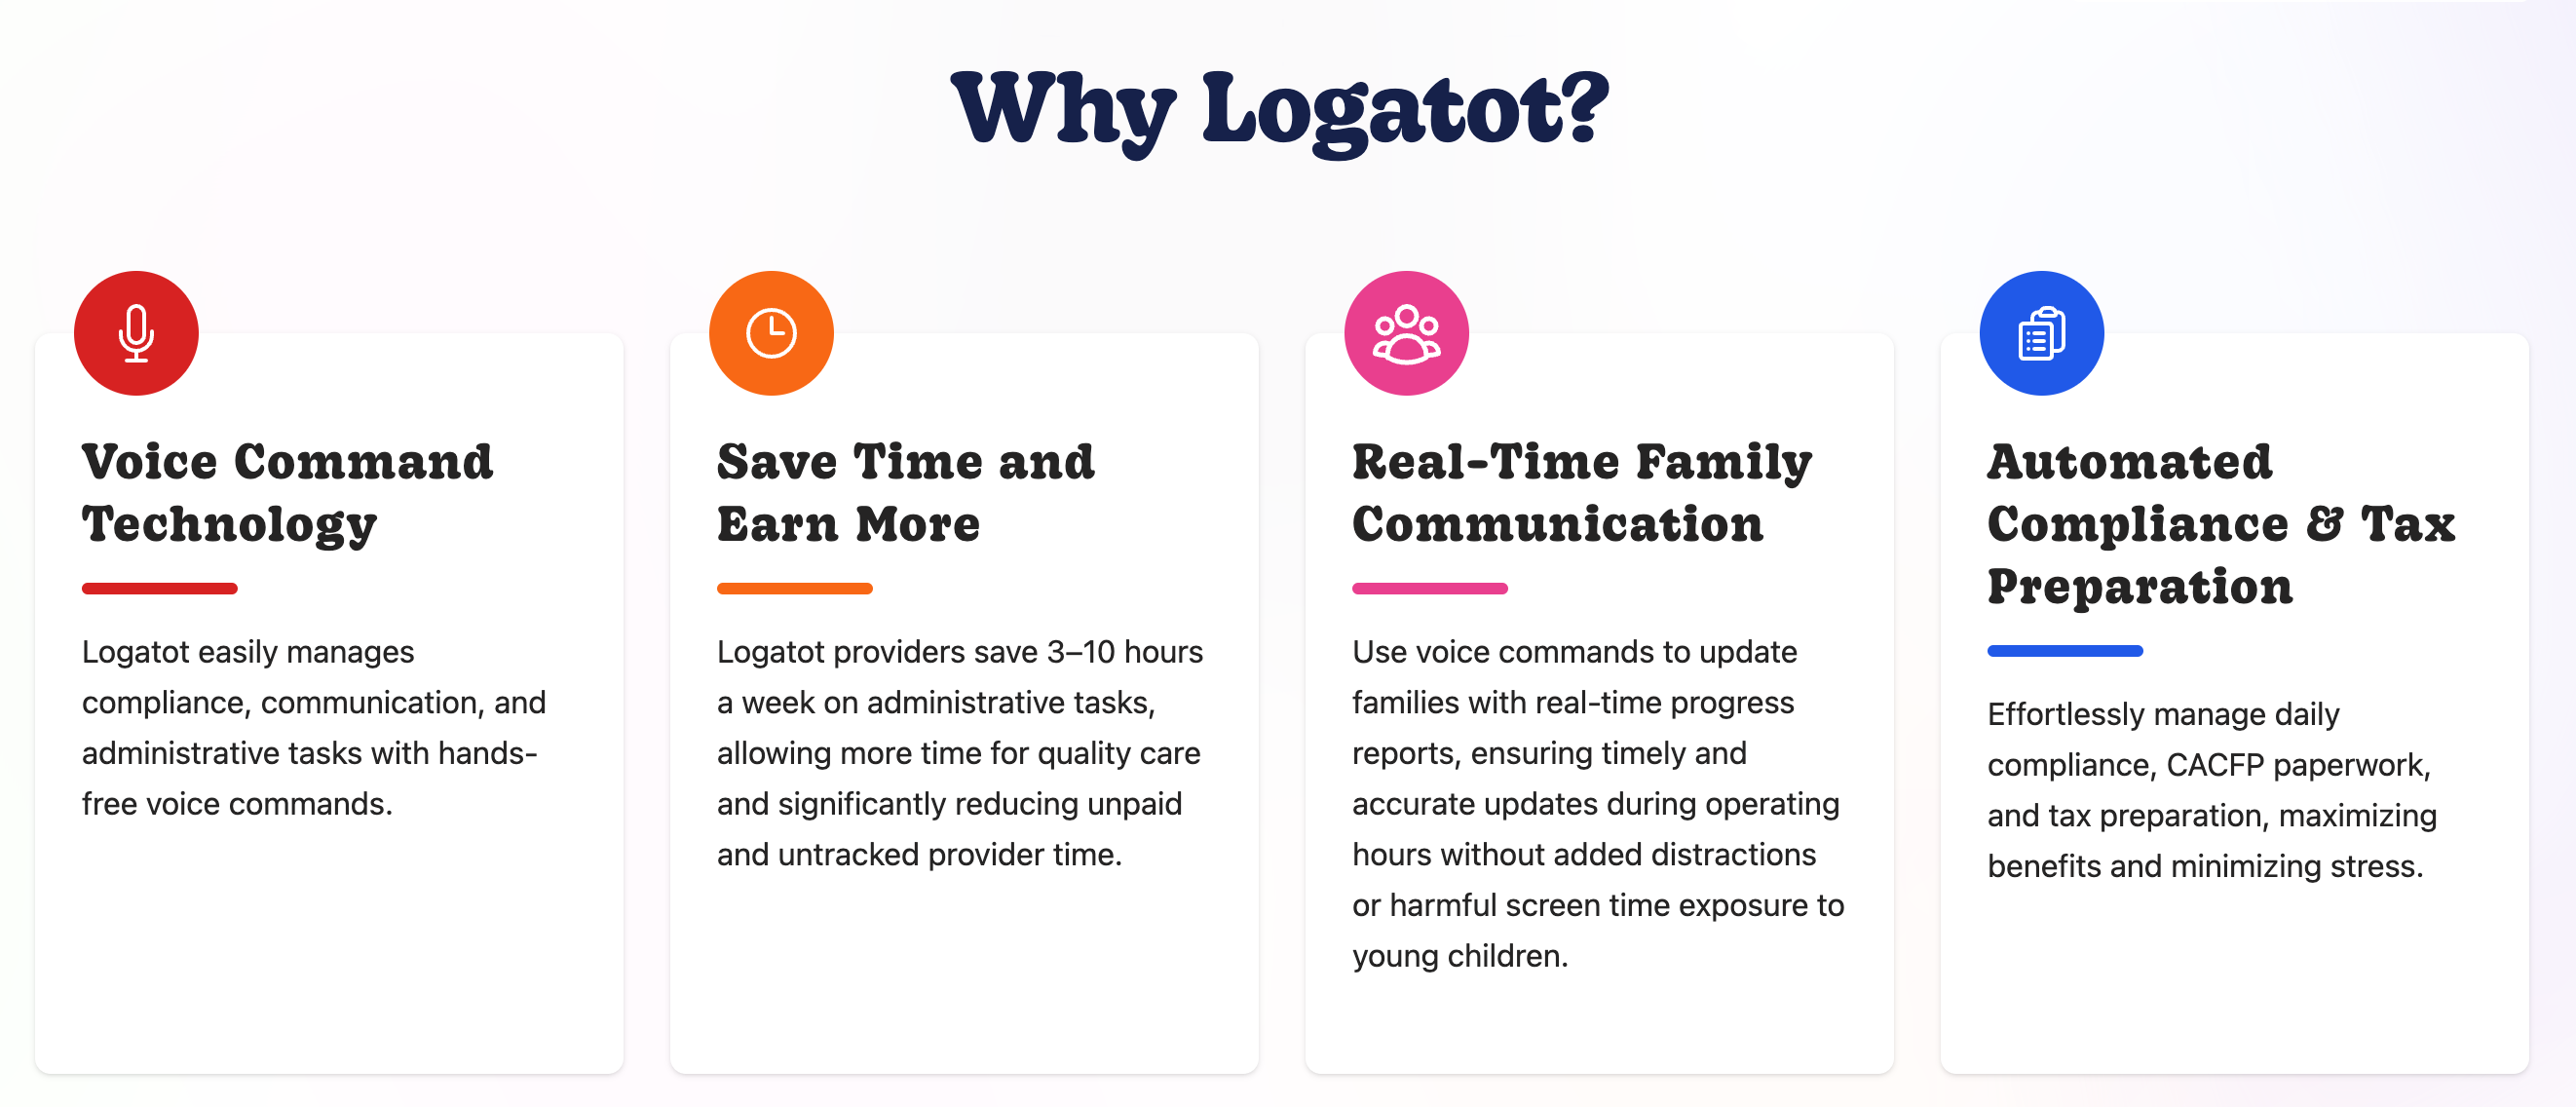 Why Logatot?
Voice Command
Technology
Logatot easily manages
compliance, communication, and
administrative tasks with hands-
free voice commands.
Save Time and
Earn More
Logatot providers save 3–10 hours
a week on administrative tasks,
allowing more time for quality care
and significantly reducing unpaid
and untracked provider time.
Real-Time Family
Communication
Use voice commands to update
families with real-time progress
reports, ensuring timely and
accurate updates during operating
hours without added distractions
or harmful screen time exposure to
young children.
Automated
Compliance & Tax
Preparation
Effortlessly manage daily
compliance, CACFP paperwork,
and tax preparation, maximizing
benefits and minimizing stress.